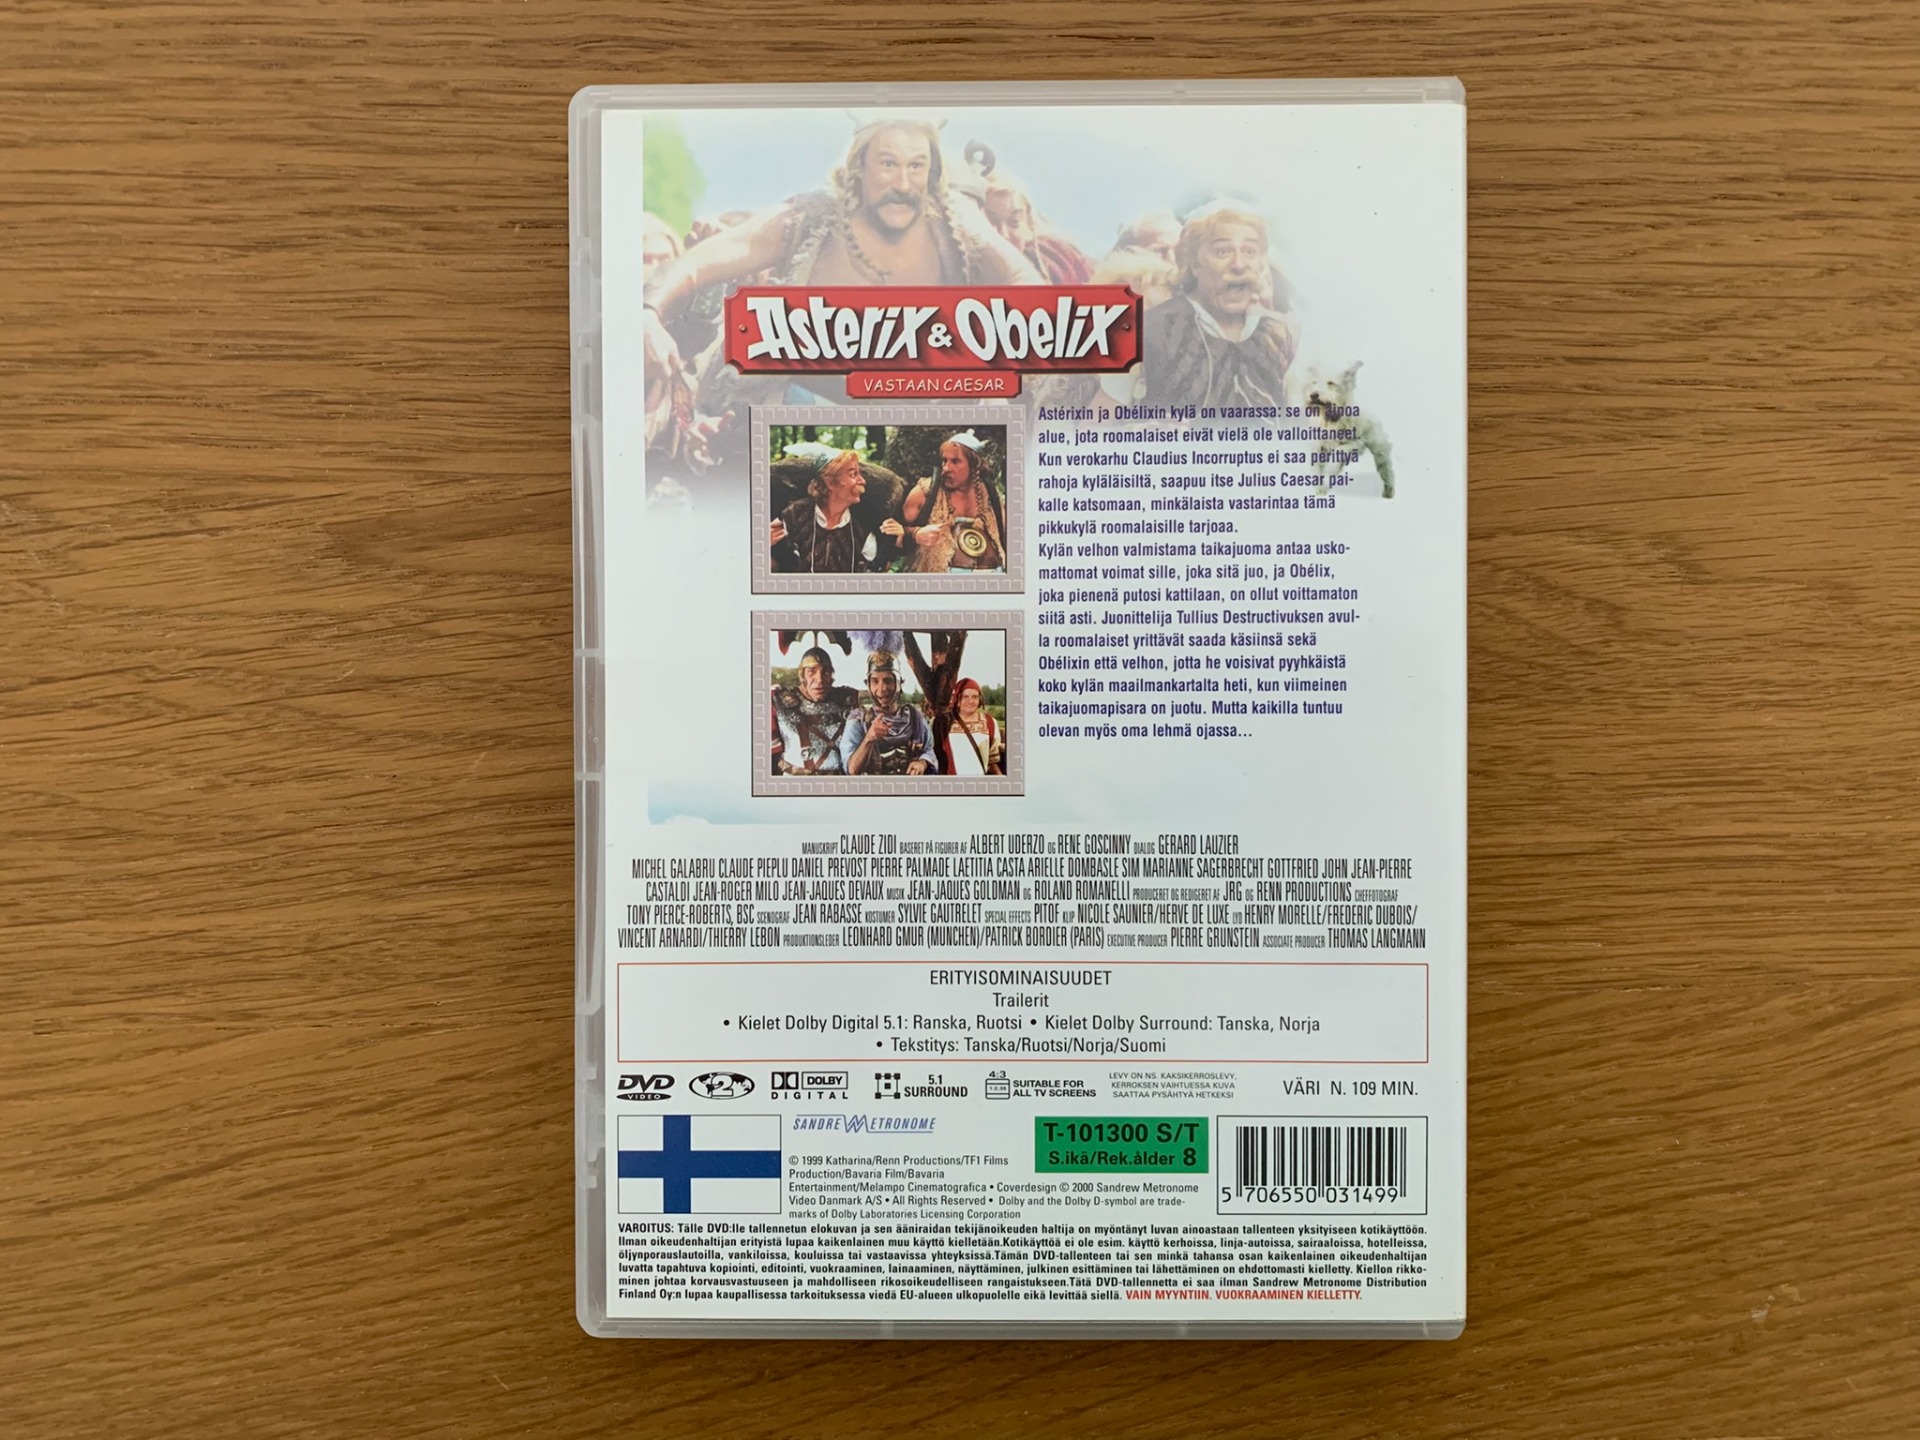 Asterix & Obelix
VASTAAN CAESAR
Astérixin ja Obélixin kylä on vaarassa: se on ainoa
alue, jota roomalaiset eivät vielä ole valloittaneet.
Kun verokarhu Claudius Incorruptus ei saa perittyä
rahoja kyläläisiltä, saapuu itse Julius Caesar pai-
kalle katsomaan, minkälaista vastarintaa tämä
pikkukylä roomalaisille tarjoaa.
Kylän velhon valmistama taikajuoma antaa usko-
mattomat voimat sille, joka sitä juo, ja Obélix,
joka pienenä putosi kattilaan, on ollut voittamaton
siitä asti. Juonittelija Tullius Destructivuksen avul-
la roomalaiset yrittävät saada käsiinsä sekä
Obélixin että velhon, jotta he voisivat pyyhkäistä
koko kylän maailmankartalta heti, kun viimeinen
taikajuomapisara on juotu. Mutta kaikilla tuntuu
olevan myös oma lehmä ojassa...
MANUSKRIPT CLAUDE ZIDI BASERET PÅ FIGURER AF ALBERT UDERZO OG RENE GOSCINNY DIALOG GERARD LAUZIER
MICHEL GALABRU CLAUDE PIEPLU DANIEL PREVOST PIERRE PALMADE LAETITIA CASTA ARIELLE DOMBASLE SIM MARIANNE SAGERBRECHT GOTTFRIED JOHN JEAN-PIERRE
CASTALDI JEAN-ROGER MILO JEAN-JAQUES DEVAUX MUSIK JEAN-JAQUES GOLDMAN OG ROLAND ROMANELLI PRODUCERET OG REDIGERET AF JRG OG RENN PRODUCTIONS CHEFFOTOGRAF
TONY PIERCE-ROBERTS, BSC SCENOGRAF JEAN RABASSE KOSTUMER SYLVIE GAUTRELET SPECIAL EFFECTS PITOF KLIP NICOLE SAUNIER/HERVE DE LUXE LYD HENRY MORELLE/FREDERIC DUBOIS/
VINCENT ARNARDI/THIERRY LEBON PRODUKTIONSLEDER LEONHARD GMUR (MUNCHEN)/PATRICK BORDIER (PARIS) EXECUTIVE PRODUCER PIERRE GRUNSTEIN ASSOCIATE PRODUCER THOMAS LANGMANN
ERITYISOMINAISUUDET
Trailerit
• Kielet Dolby Digital 5.1: Ranska, Ruotsi • Kielet Dolby Surround: Tanska, Norja
• Tekstitys: Tanska/Ruotsi/Norja/Suomi
DVD VIDEO
2
DOLBY DIGITAL
5.1 SURROUND
4:3 SUITABLE FOR ALL TV SCREENS
LEVY ON NS. KAKSIKERROSLEVY,
KERROKSEN VAIHTUESSA KUVA
SAATTAA PYSÄHTYÄ HETKEKSI
VÄRI N. 109 MIN.
SANDREW METRONOME
T-101300 S/T
S.ikä/Rek.ålder 8
© 1999 Katharina/Renn Productions/TF1 Films
Production/Bavaria Film/Bavaria
Entertainment/Melampo Cinematografica • Coverdesign © 2000 Sandrew Metronome
Video Danmark A/S • All Rights Reserved • Dolby and the Dolby D-symbol are trade-
marks of Dolby Laboratories Licensing Corporation
5 706550 031499
VAROITUS: Tälle DVD:lle tallennetun elokuvan ja sen ääniraidan tekijänoikeuden haltija on myöntänyt luvan ainoastaan tallenteen yksityiseen kotikäyttöön.
Ilman oikeudenhaltijan erityistä lupaa kaikenlainen muu käyttö kielletään.Kotikäyttöä ei ole esim. käyttö kerhoissa, linja-autoissa, sairaaloissa, hotelleissa,
öljynporauslautoilla, vankiloissa, kouluissa tai vastaavissa yhteyksissä.Tämän DVD-tallenteen tai sen minkä tahansa osan kaikenlainen oikeudenhaltijan
luvatta tapahtuva kopiointi, editointi, vuokraaminen, lainaaminen, näyttäminen, julkinen esittäminen tai lähettäminen on ehdottomasti kielletty. Kiellon rikko-
minen johtaa korvausvastuuseen ja mahdolliseen rikosoikeudelliseen rangaistukseen.Tätä DVD-tallennetta ei saa ilman Sandrew Metronome Distribution
Finland Oy:n lupaa kaupallisessa tarkoituksessa viedä EU-alueen ulkopuolelle eikä levittää siellä. VAIN MYYNTIIN. VUOKRAAMINEN KIELLETTY.